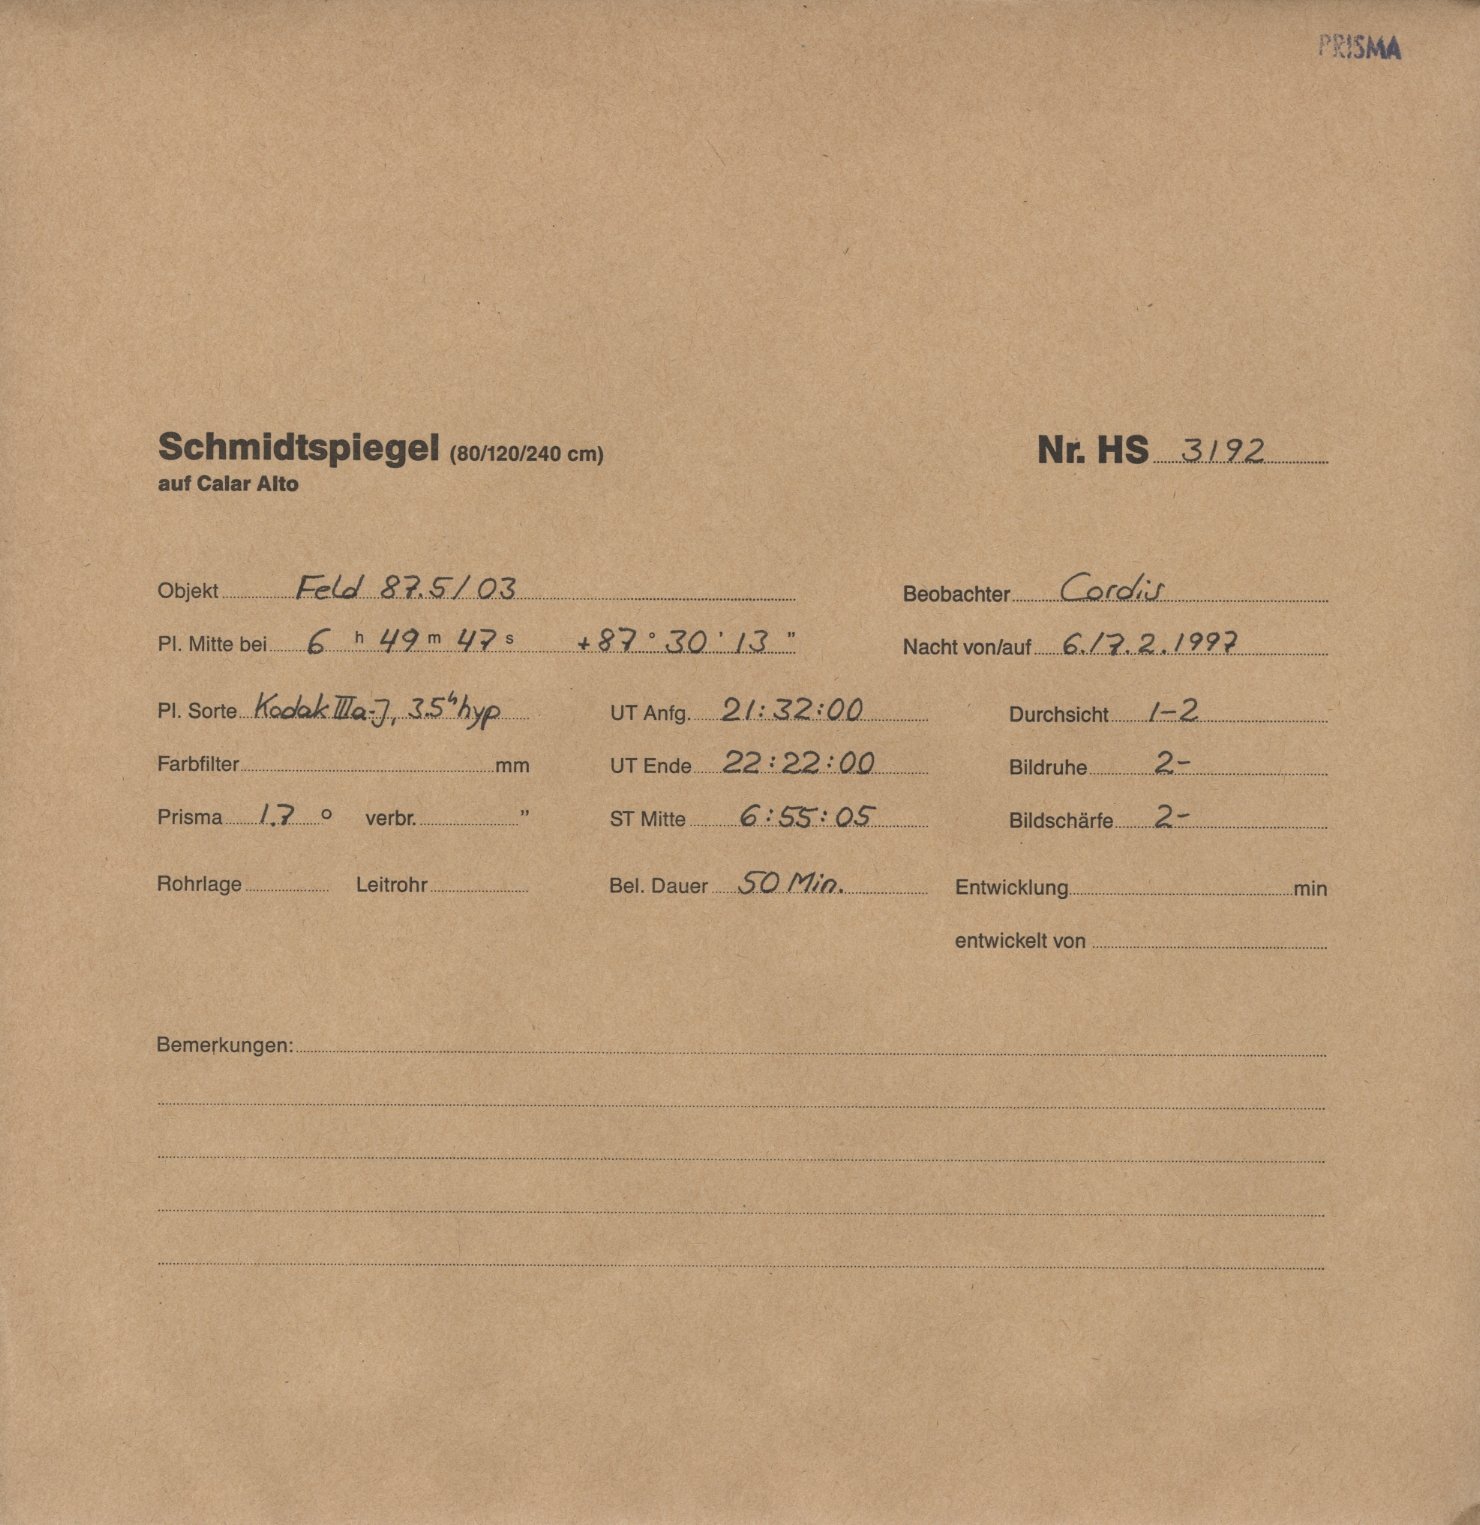 PRISMA
Schmidtspiegel (80/120/240 cm)
auf Calar Alto
Nr. HS 3192
Objekt Feld 87.5/03
Beobachter Cordis
Pl. Mitte bei 6 h 49 m 47 s +87 ° 30 ' 13 "
Nacht von/auf 6./7.2.1997
Pl. Sorte Kodak IIIa-J, 3.5h hyp
UT Anfg. 21:32:00
Durchsicht 1-2
Farbfilter mm
UT Ende 22:22:00
Bildruhe 2-
Prisma 1.7 ° verbr. "
ST Mitte 6:55:05
Bildschärfe 2-
Rohrlage Leitrohr
Bel. Dauer 50 Min.
Entwicklung min
entwickelt von
Bemerkungen: